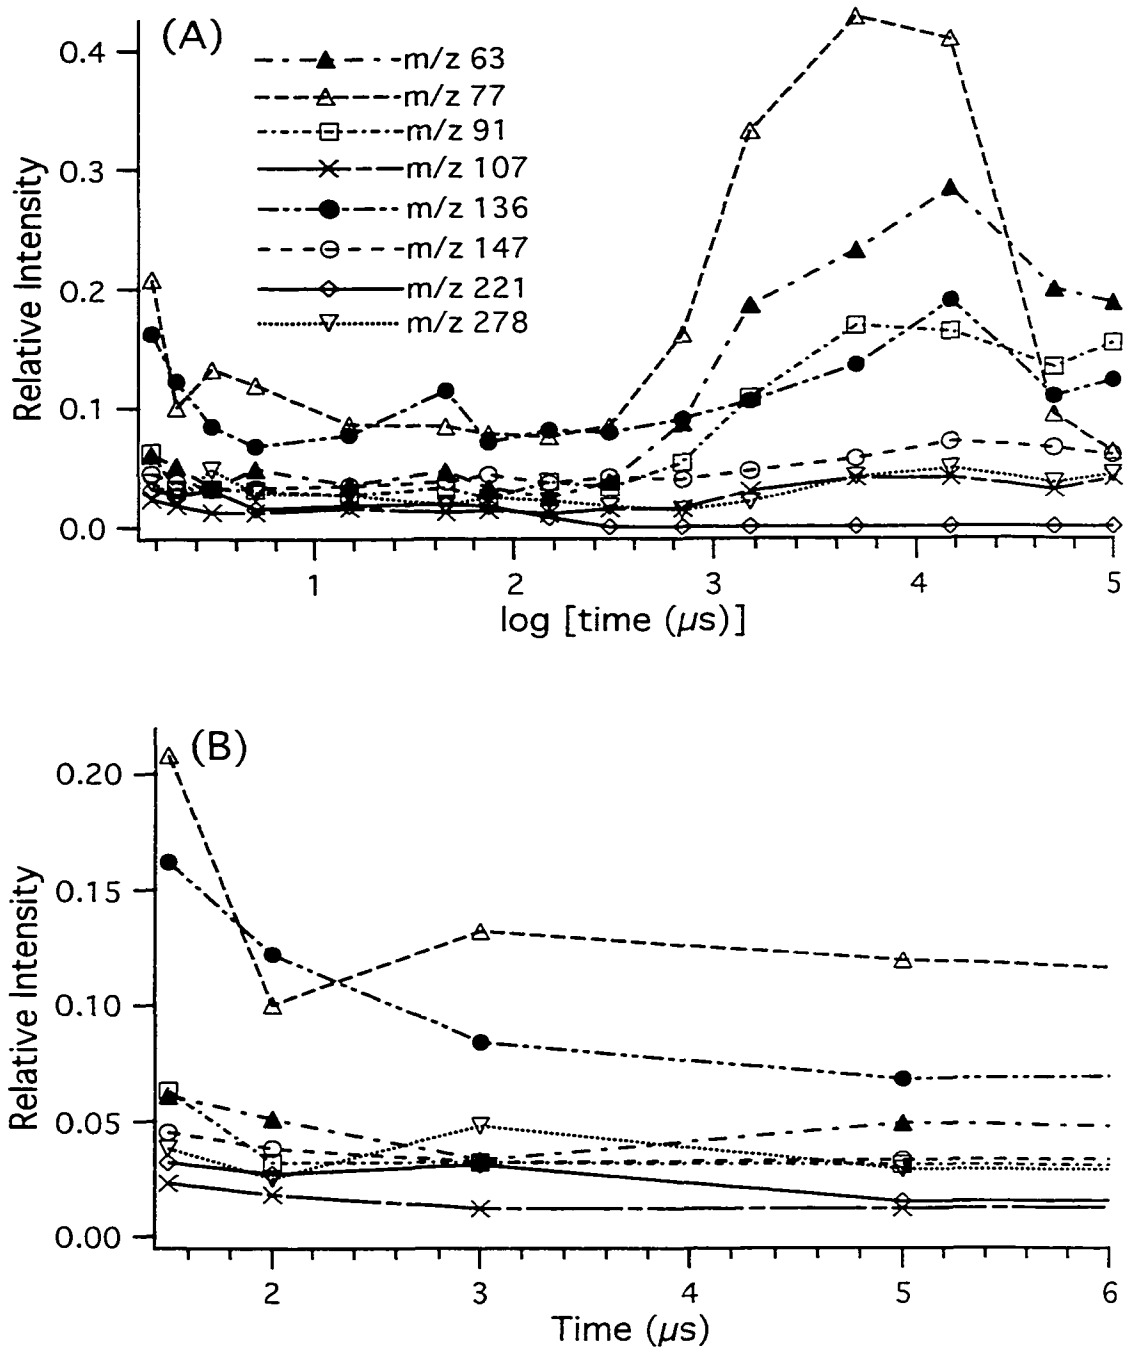 (A)
0.4
0.3
0.2
0.1
0.0
Relative Intensity
m/z 63
m/z 77
m/z 91
m/z 107
m/z 136
m/z 147
m/z 221
m/z 278
1 2 3 4 5
log [time (μs)]
(B)
0.20
0.15
0.10
0.05
0.00
Relative Intensity
2 3 4 5 6
Time (μs)